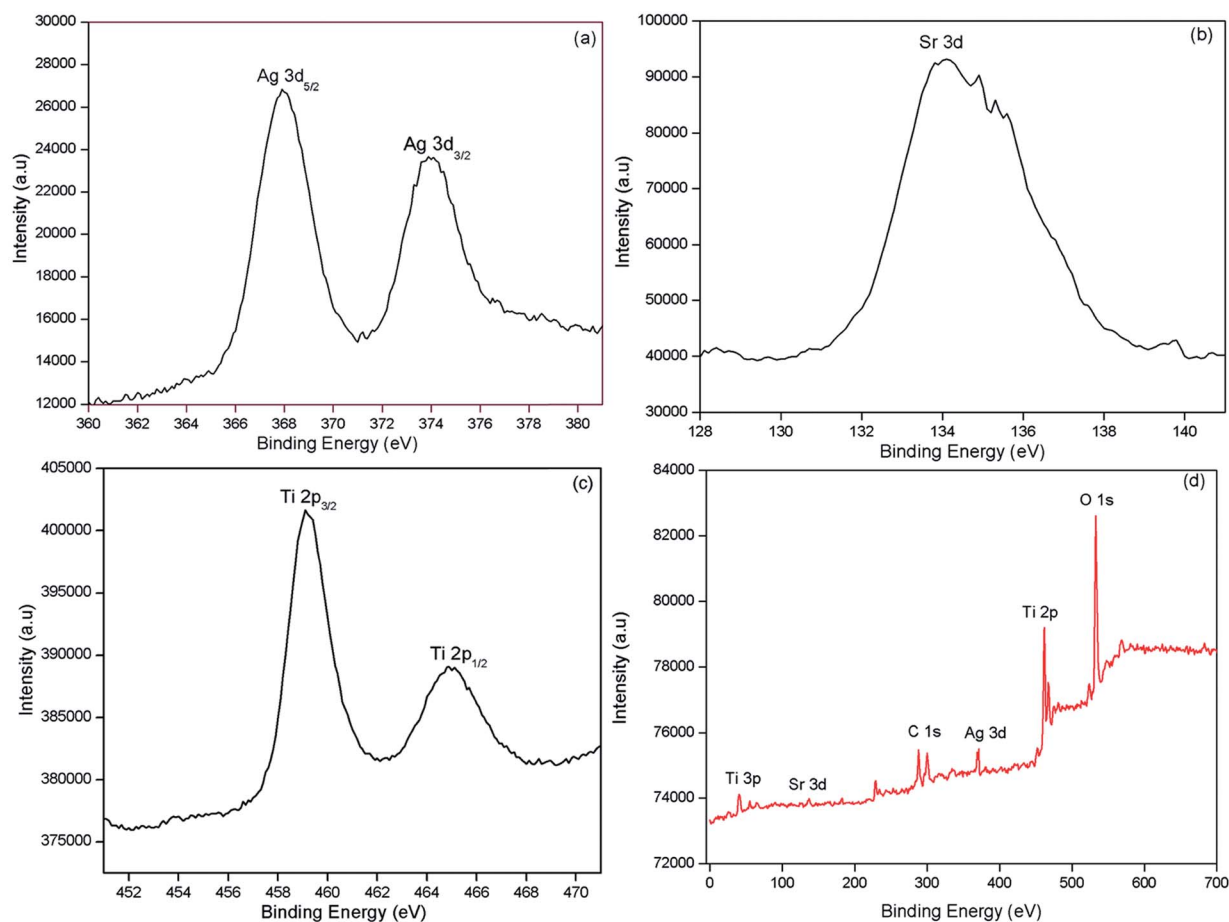 (a)
Ag 3d5/2
Ag 3d3/2
Intensity (a.u)
30000
28000
26000
24000
22000
20000
18000
16000
14000
12000
360 362 364 366 368 370 372 374 376 378 380
Binding Energy (eV)
(b)
Sr 3d
Intensity (a.u)
100000
90000
80000
70000
60000
50000
40000
30000
128 130 132 134 136 138 140
Binding Energy (eV)
(c)
Ti 2p3/2
Ti 2p1/2
Intensity (a.u)
405000
400000
395000
390000
385000
380000
375000
452 454 456 458 459 460 462 464 465 466 468 470
Binding Energy (eV)
(d)
O 1s
Ti 2p
C 1s
Ag 3d
Ti 3p
Sr 3d
Intensity (a.u)
84000
82000
80000
78000
76000
74000
72000
0 100 200 300 400 500 600 700
Binding Energy (eV)